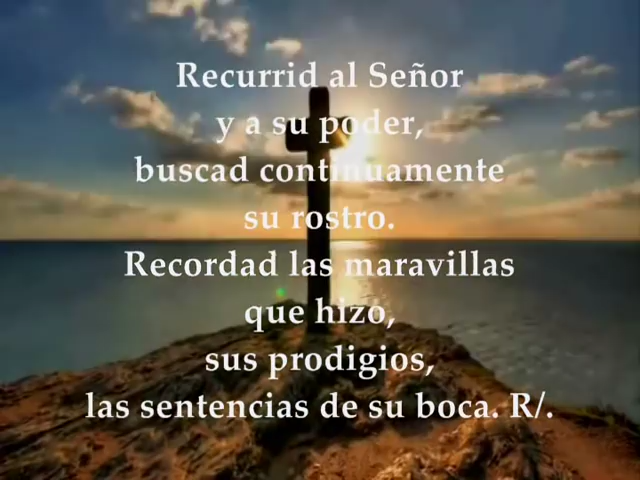 Recurrid al Señor
y a su poder,
buscad continuamente
su rostro.
Recordad las maravillas
que hizo,
sus prodigios,
las sentencias de su boca. R/.